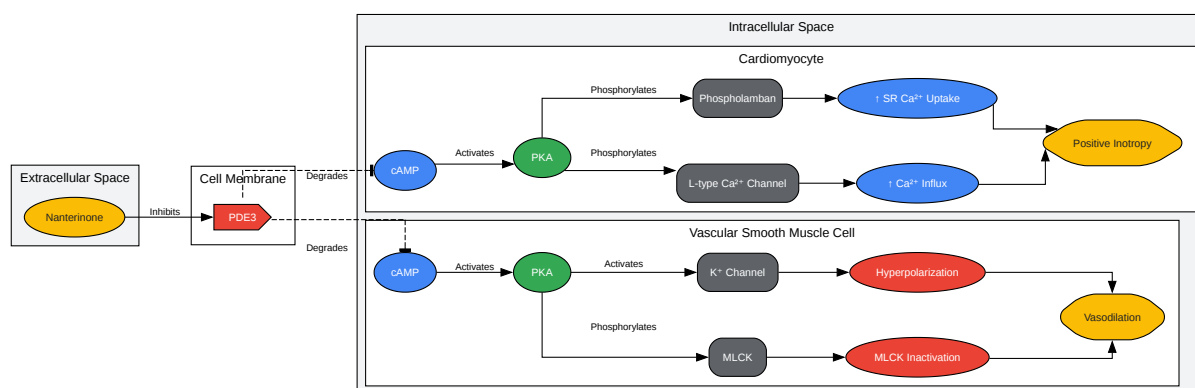 Intracellular Space
Cardiomyocyte
Phosphorylates
Phospholamban
↑ SR Ca²⁺ Uptake
Positive Inotropy
cAMP
Activates
PKA
Phosphorylates
L-type Ca²⁺ Channel
↑ Ca²⁺ Influx
Extracellular Space
Nanterinone
Inhibits
Cell Membrane
PDE3
Degrades
Degrades
Vascular Smooth Muscle Cell
cAMP
Activates
PKA
Activates
K⁺ Channel
Hyperpolarization
Vasodilation
Phosphorylates
MLCK
MLCK Inactivation